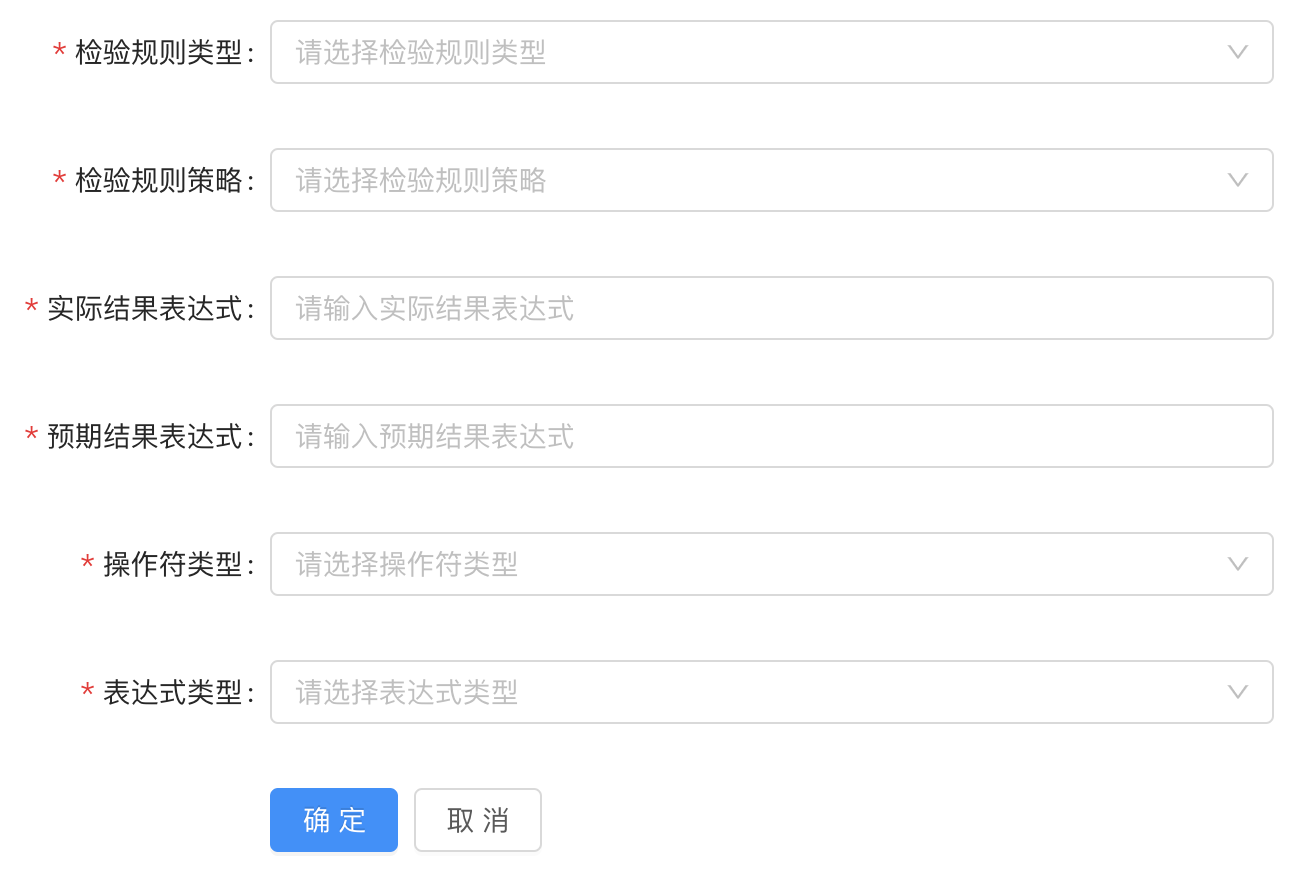 * 检验规则类型: 请选择检验规则类型
* 检验规则策略: 请选择检验规则策略
* 实际结果表达式: 请输入实际结果表达式
* 预期结果表达式: 请输入预期结果表达式
* 操作符类型: 请选择操作符类型
* 表达式类型: 请选择表达式类型
确 定 取 消